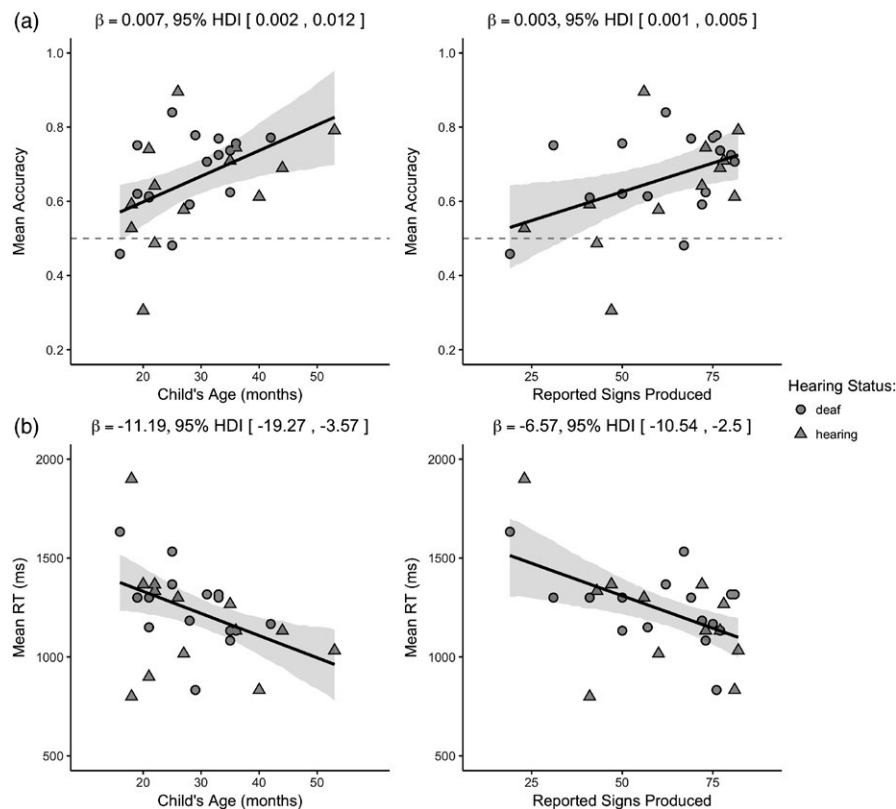 (a)
β = 0.007, 95% HDI [ 0.002 , 0.012 ]
β = 0.003, 95% HDI [ 0.001 , 0.005 ]
1.0
0.8
0.6
0.4
0.2
Mean Accuracy
20 30 40 50
Child's Age (months)
1.0
0.8
0.6
0.4
0.2
Mean Accuracy
25 50 75
Reported Signs Produced
Hearing Status:
deaf
hearing
(b)
β = -11.19, 95% HDI [ -19.27 , -3.57 ]
β = -6.57, 95% HDI [ -10.54 , -2.5 ]
2000
1500
1000
500
Mean RT (ms)
20 30 40 50
Child's Age (months)
2000
1500
1000
500
Mean RT (ms)
25 50 75
Reported Signs Produced